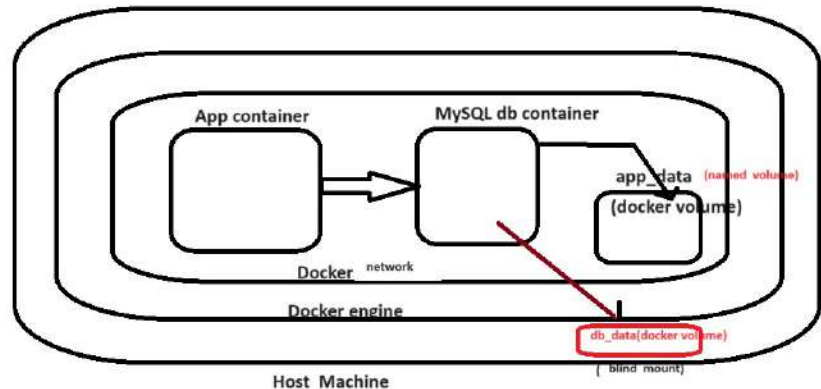 App container
MySQL db container
app_data (named volume)
(docker volume)
Docker network
Docker engine
db_data(docker volume)
( blind mount)
Host Machine